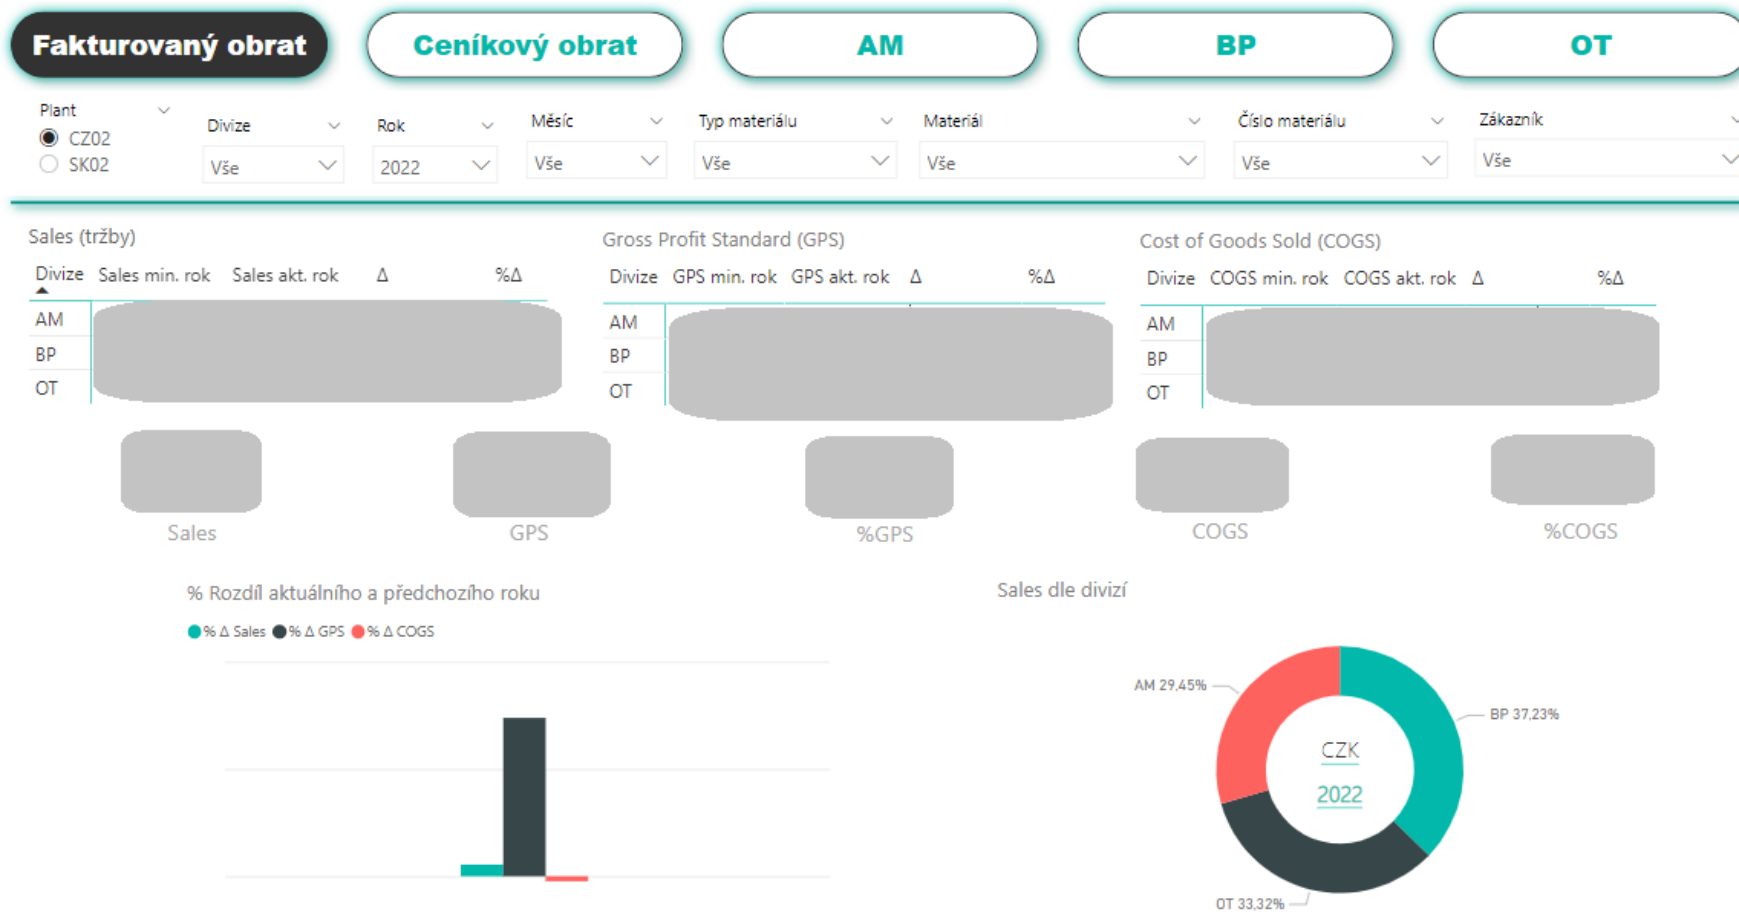 Fakturovaný obrat
Ceníkový obrat
AM
BP
OT
Plant
CZ02
SK02
Divize
Vše
Rok
2022
Měsíc
Vše
Typ materiálu
Vše
Materiál
Vše
Číslo materiálu
Vše
Zákazník
Vše
Sales (tržby)
Divize Sales min. rok Sales akt. rok Δ %Δ
AM
BP
OT
Gross Profit Standard (GPS)
Divize GPS min. rok GPS akt. rok Δ %Δ
AM
BP
OT
Cost of Goods Sold (COGS)
Divize COGS min. rok COGS akt. rok Δ %Δ
AM
BP
OT
Sales
GPS
%GPS
COGS
%COGS
% Rozdíl aktuálního a předchozího roku
% Δ Sales % Δ GPS % Δ COGS
Sales dle divizí
AM 29,45%
BP 37,23%
CZK
2022
OT 33,32%